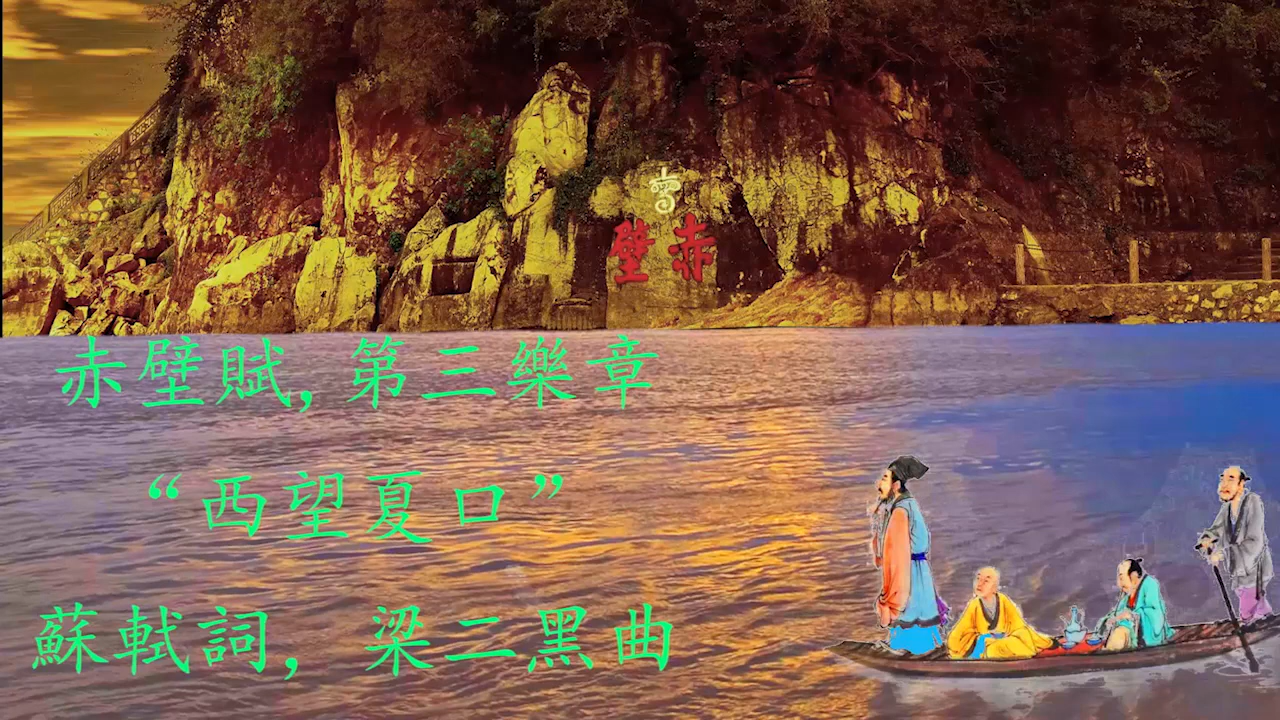 赤壁
赤壁賦, 第三樂章
“西望夏口”
蘇軾詞, 梁二黑曲